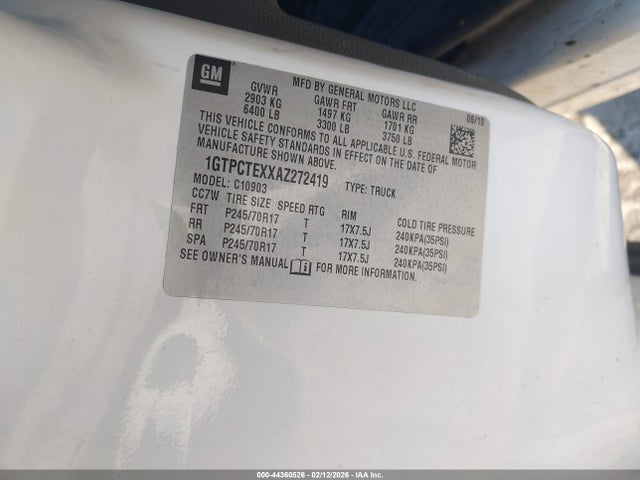 GM
MFD BY GENERAL MOTORS LLC
GVWR GAWR FRT GAWR RR 06/10
2903 KG 1497 KG 1701 KG
6400 LB 3300 LB 3750 LB
THIS VEHICLE CONFORMS TO ALL APPLICABLE U.S. FEDERAL MOTOR
VEHICLE SAFETY STANDARDS IN EFFECT ON THE DATE OF
MANUFACTURE SHOWN ABOVE.
1GTPCTEXXAZ272419 TYPE: TRUCK
MODEL: C10903
CC7W TIRE SIZE SPEED RTG RIM COLD TIRE PRESSURE
FRT P245/70R17 T 17X7.5J 240KPA(35PSI)
RR P245/70R17 T 17X7.5J 240KPA(35PSI)
SPA P245/70R17 T 17X7.5J 240KPA(35PSI)
SEE OWNER'S MANUAL FOR MORE INFORMATION.
000-44360526 - 02/12/2026 - IAA Inc.